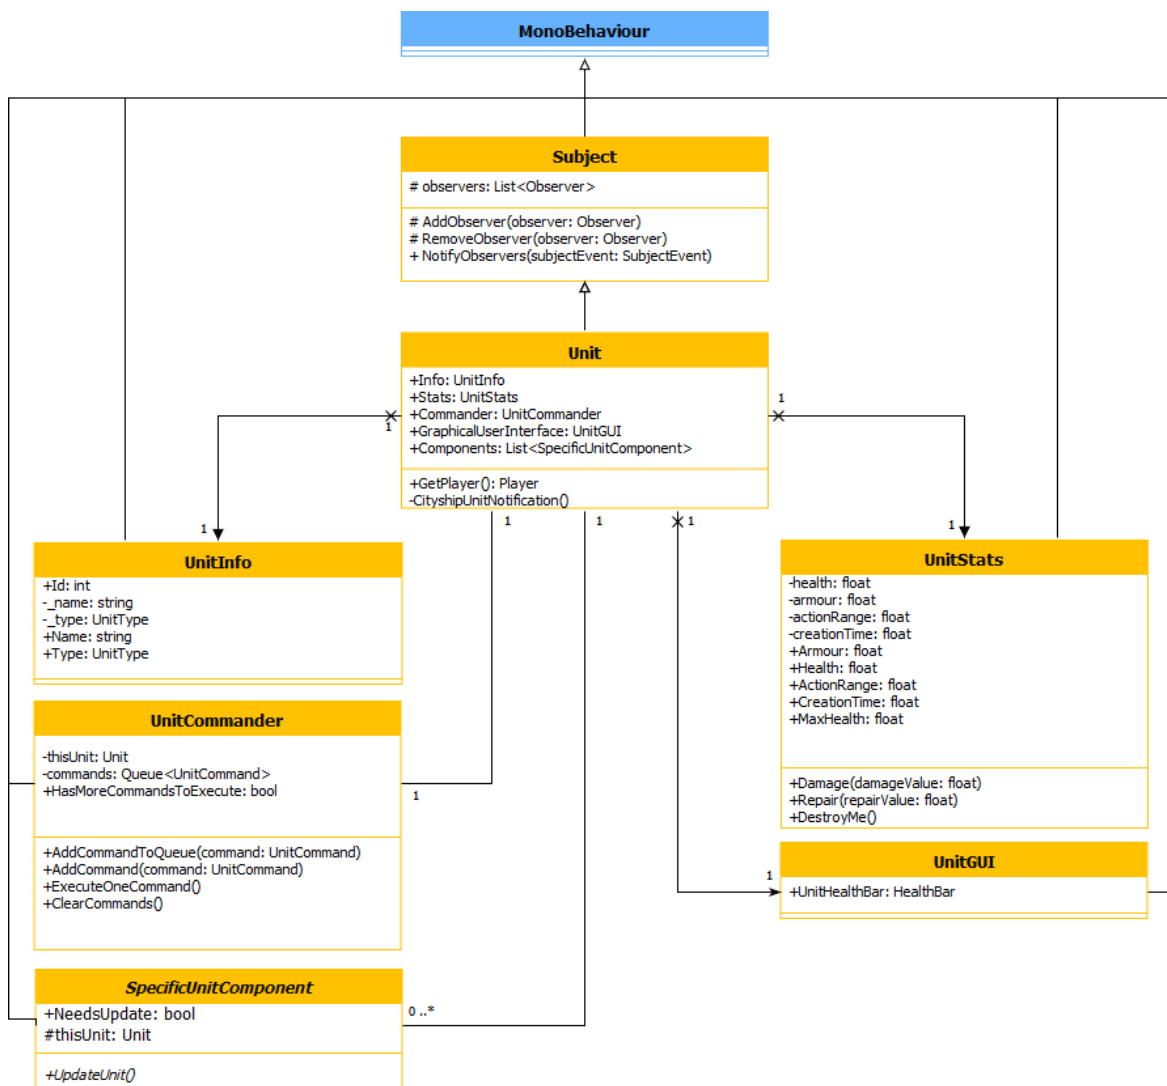 MonoBehaviour
Subject
# observers: List<Observer>
# AddObserver(observer: Observer)
# RemoveObserver(observer: Observer)
+ NotifyObservers(subjectEvent: SubjectEvent)
Unit
+Info: UnitInfo
+Stats: UnitStats
+Commander: UnitCommander
+GraphicalUserInterface: UnitGUI
+Components: List<SpecificUnitComponent>
+GetPlayer(): Player
-CityshipUnitNotification()
1
1
1
1
1
1
1
UnitInfo
+Id: int
-_name: string
-_type: UnitType
+Name: string
+Type: UnitType
UnitStats
-health: float
-armour: float
-actionRange: float
-creationTime: float
+Armour: float
+Health: float
+ActionRange: float
+CreationTime: float
+MaxHealth: float
+Damage(damageValue: float)
+Repair(repairValue: float)
+DestroyMe()
UnitCommander
-thisUnit: Unit
-commands: Queue<UnitCommand>
+HasMoreCommandsToExecute: bool
+AddCommandToQueue(command: UnitCommand)
+AddCommand(command: UnitCommand)
+ExecuteOneCommand()
+ClearCommands()
1
1
UnitGUI
+UnitHealthBar: HealthBar
SpecificUnitComponent
+NeedsUpdate: bool
#thisUnit: Unit
+UpdateUnit()
0 ..*